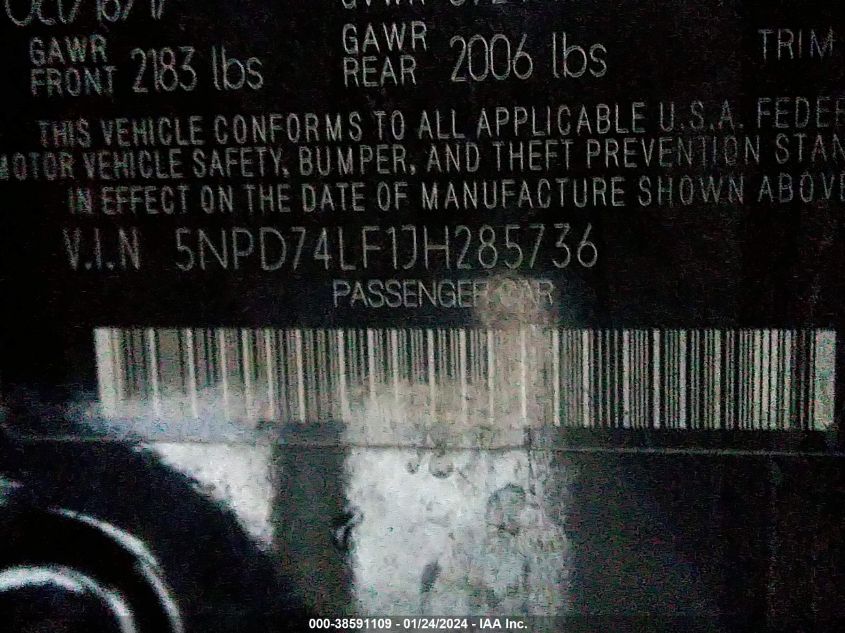 GAWR FRONT 2183 lbs GAWR REAR 2006 lbs TRIM
THIS VEHICLE CONFORMS TO ALL APPLICABLE U.S.A. FEDER
MOTOR VEHICLE SAFETY, BUMPER, AND THEFT PREVENTION STAN
IN EFFECT ON THE DATE OF MANUFACTURE SHOWN ABOVE
V.I.N 5NPD74LF1JH285736
PASSENGER CAR
000-38591109 - 01/24/2024 - IAA Inc.